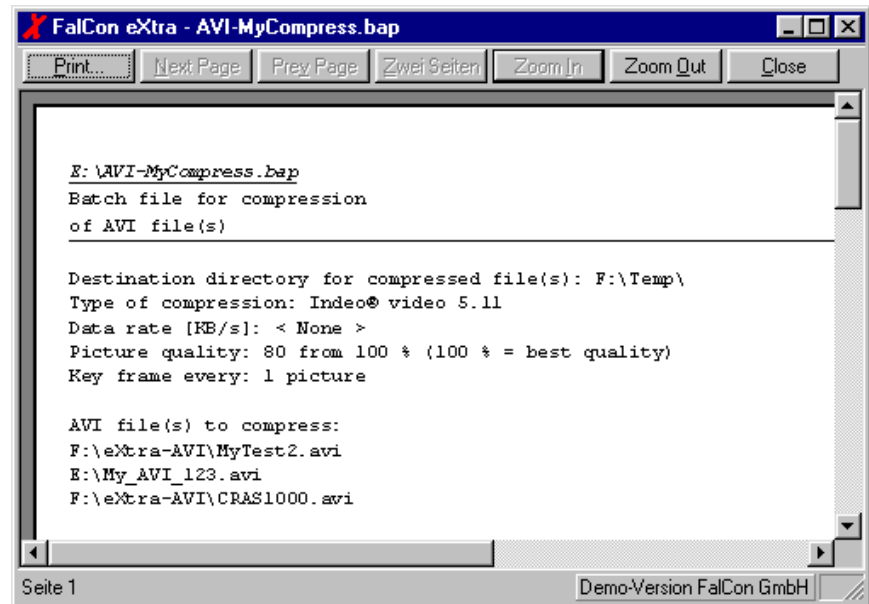 FalCon eXtra - AVI-MyCompress.bap
Print... Next Page Prev Page Zwei Seiten Zoom In Zoom Out Close
E:\AVI-MyCompress.bap
Batch file for compression
of AVI file(s)
Destination directory for compressed file(s): F:\Temp\
Type of compression: Indeo® video 5.11
Data rate [KB/s]: < None >
Picture quality: 80 from 100 % (100 % = best quality)
Key frame every: 1 picture
AVI file(s) to compress:
F:\eXtra-AVI\MyTest2.avi
E:\My_AVI_123.avi
F:\eXtra-AVI\CRAS1000.avi
Seite 1 Demo-Version FalCon GmbH